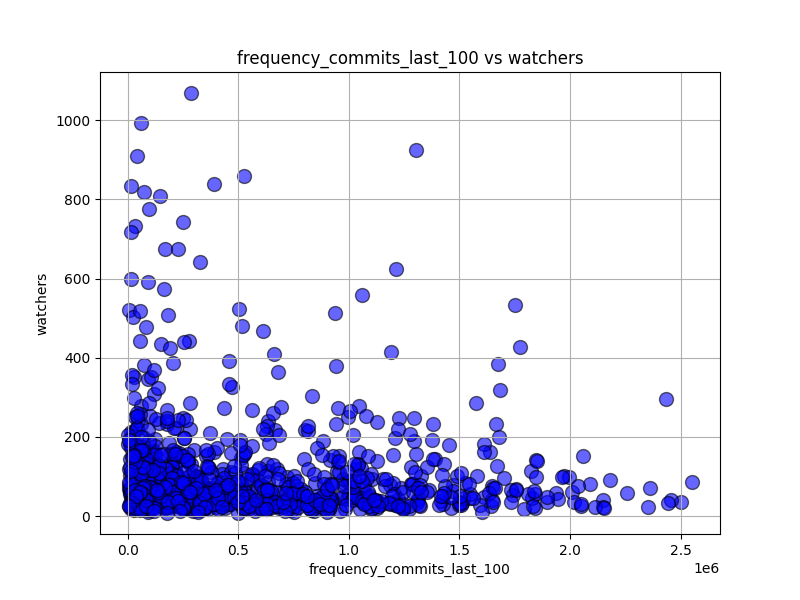 frequency_commits_last_100 vs watchers
1000
800
600
400
200
0
watchers
0.0 0.5 1.0 1.5 2.0 2.5
1e6
frequency_commits_last_100